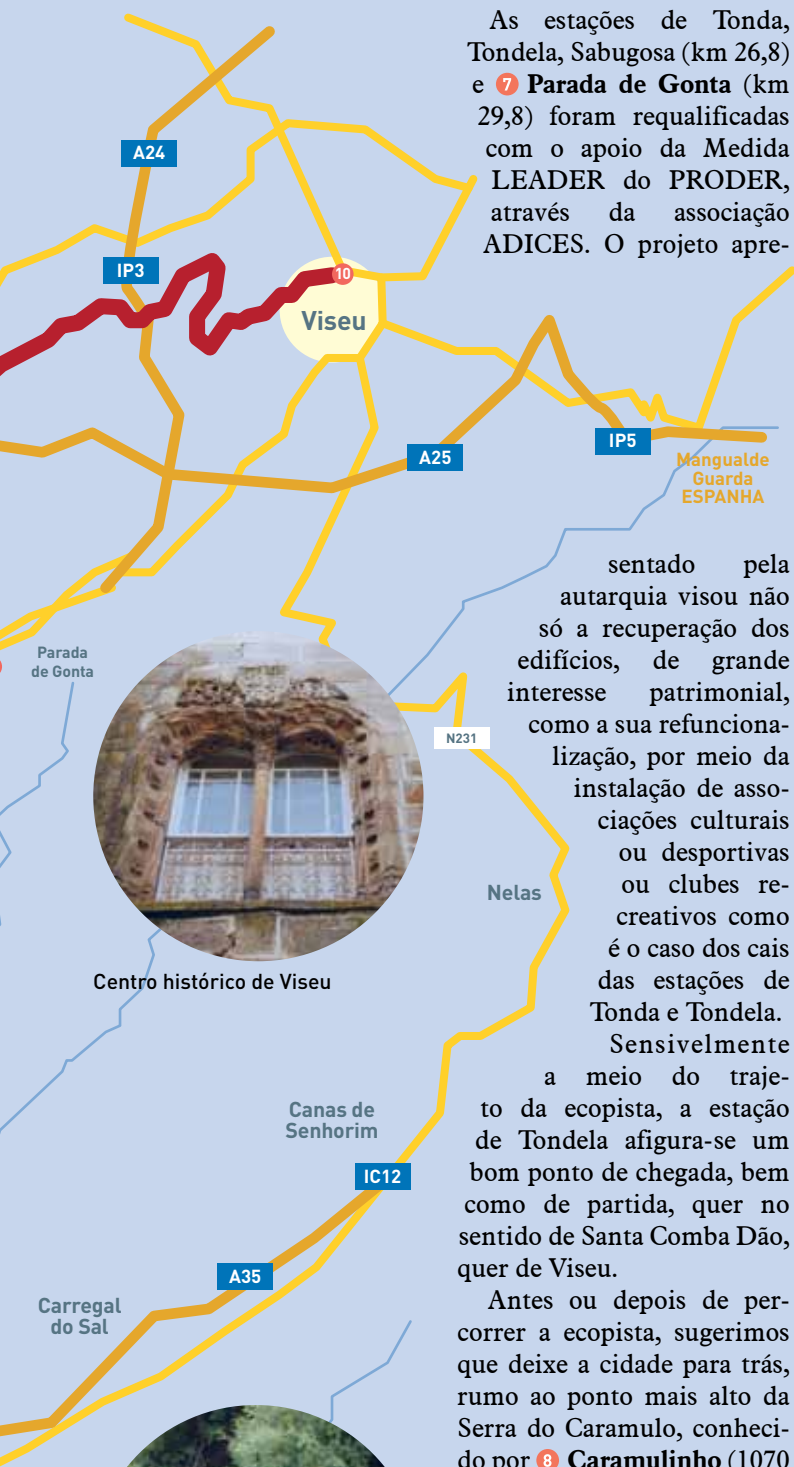 As estações de Tonda,
Tondela, Sabugosa (km 26,8)
e 7 Parada de Gonta (km
29,8) foram requalificadas
com o apoio da Medida
LEADER do PRODER,
através da associação
ADICES. O projeto apre-
A24
IP3
10
Viseu
A25
IP5
Mangualde
Guarda
ESPANHA
sentado pela
autarquia visou não
só a recuperação dos
edifícios, de grande
interesse patrimonial,
como a sua refunciona-
lização, por meio da
instalação de asso-
ciações culturais
ou desportivas
ou clubes re-
creativos como
é o caso dos cais
das estações de
Tonda e Tondela.
Sensivelmente
a meio do traje-
to da ecopista, a estação
de Tondela afigura-se um
bom ponto de chegada, bem
como de partida, quer no
sentido de Santa Comba Dão,
quer de Viseu.
Antes ou depois de per-
correr a ecopista, sugerimos
que deixe a cidade para trás,
rumo ao ponto mais alto da
Serra do Caramulo, conheci-
do por 8 Caramulinho (1070
Parada
de Gonta
N231
Nelas
Centro histórico de Viseu
Canas de
Senhorim
IC12
A35
Carregal
do Sal